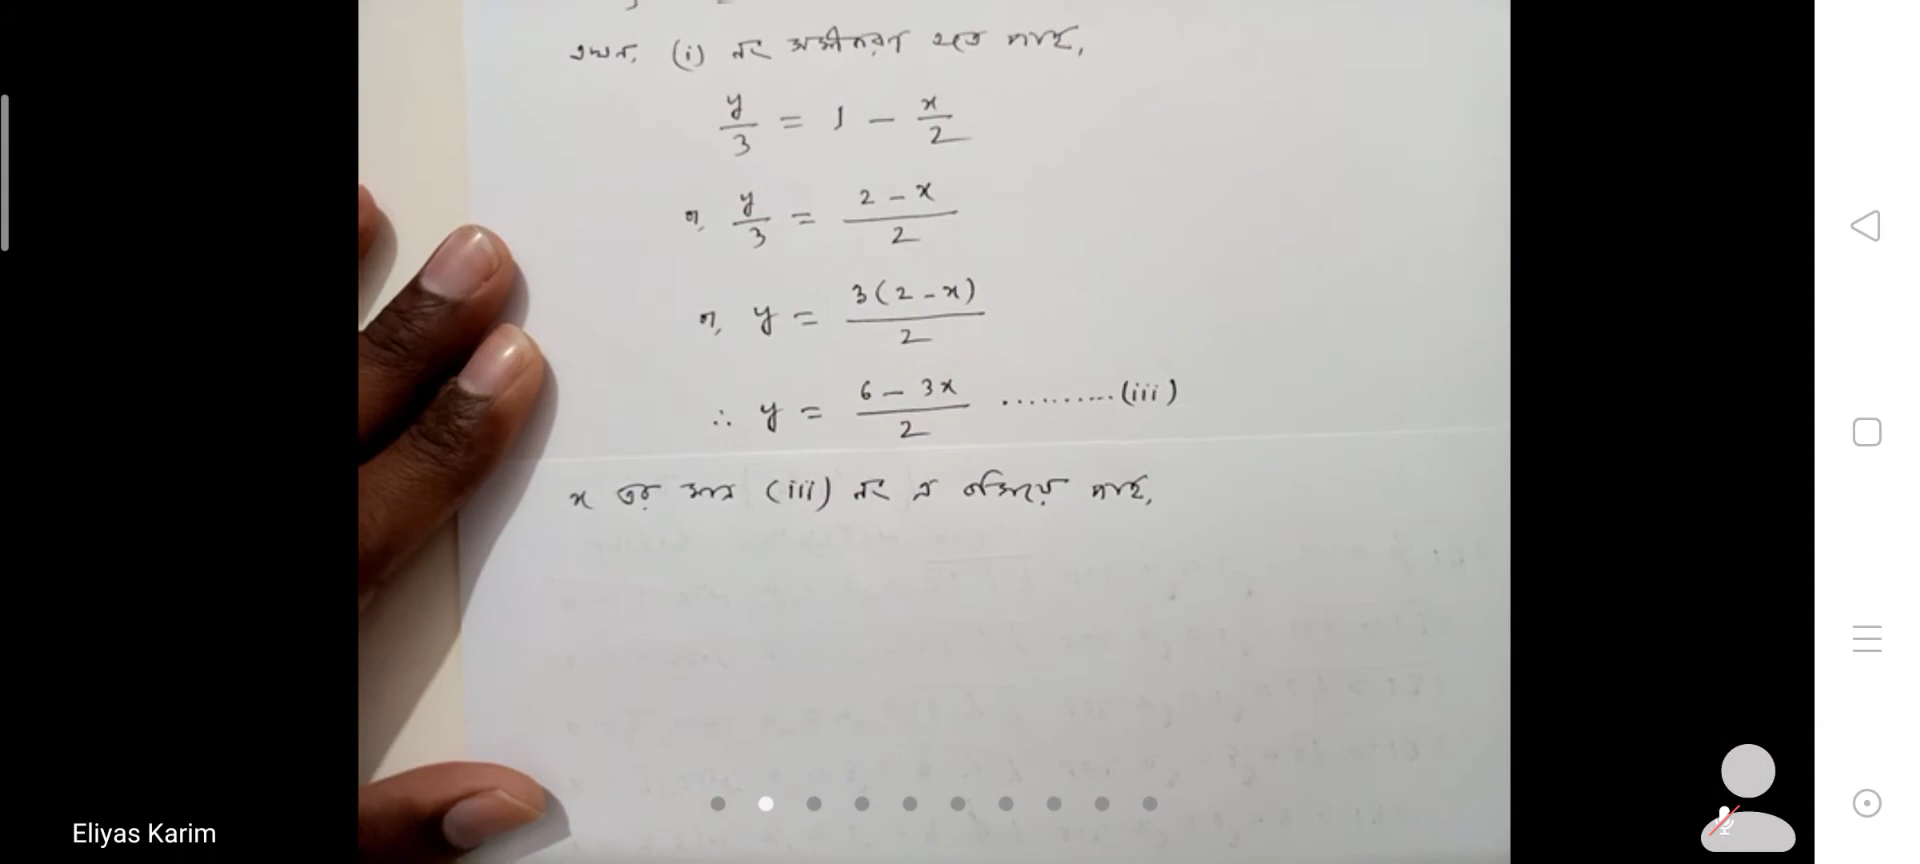 এখন, (i) নং সমীকরণ হতে পাই,
y/3 = 1 - x/2
বা, y/3 = (2 - x)/2
বা, y = 3(2 - x)/2
∴ y = (6 - 3x)/2 ..........(iii)
x এর মান (iii) নং এ বসিয়ে পাই,
Eliyas Karim